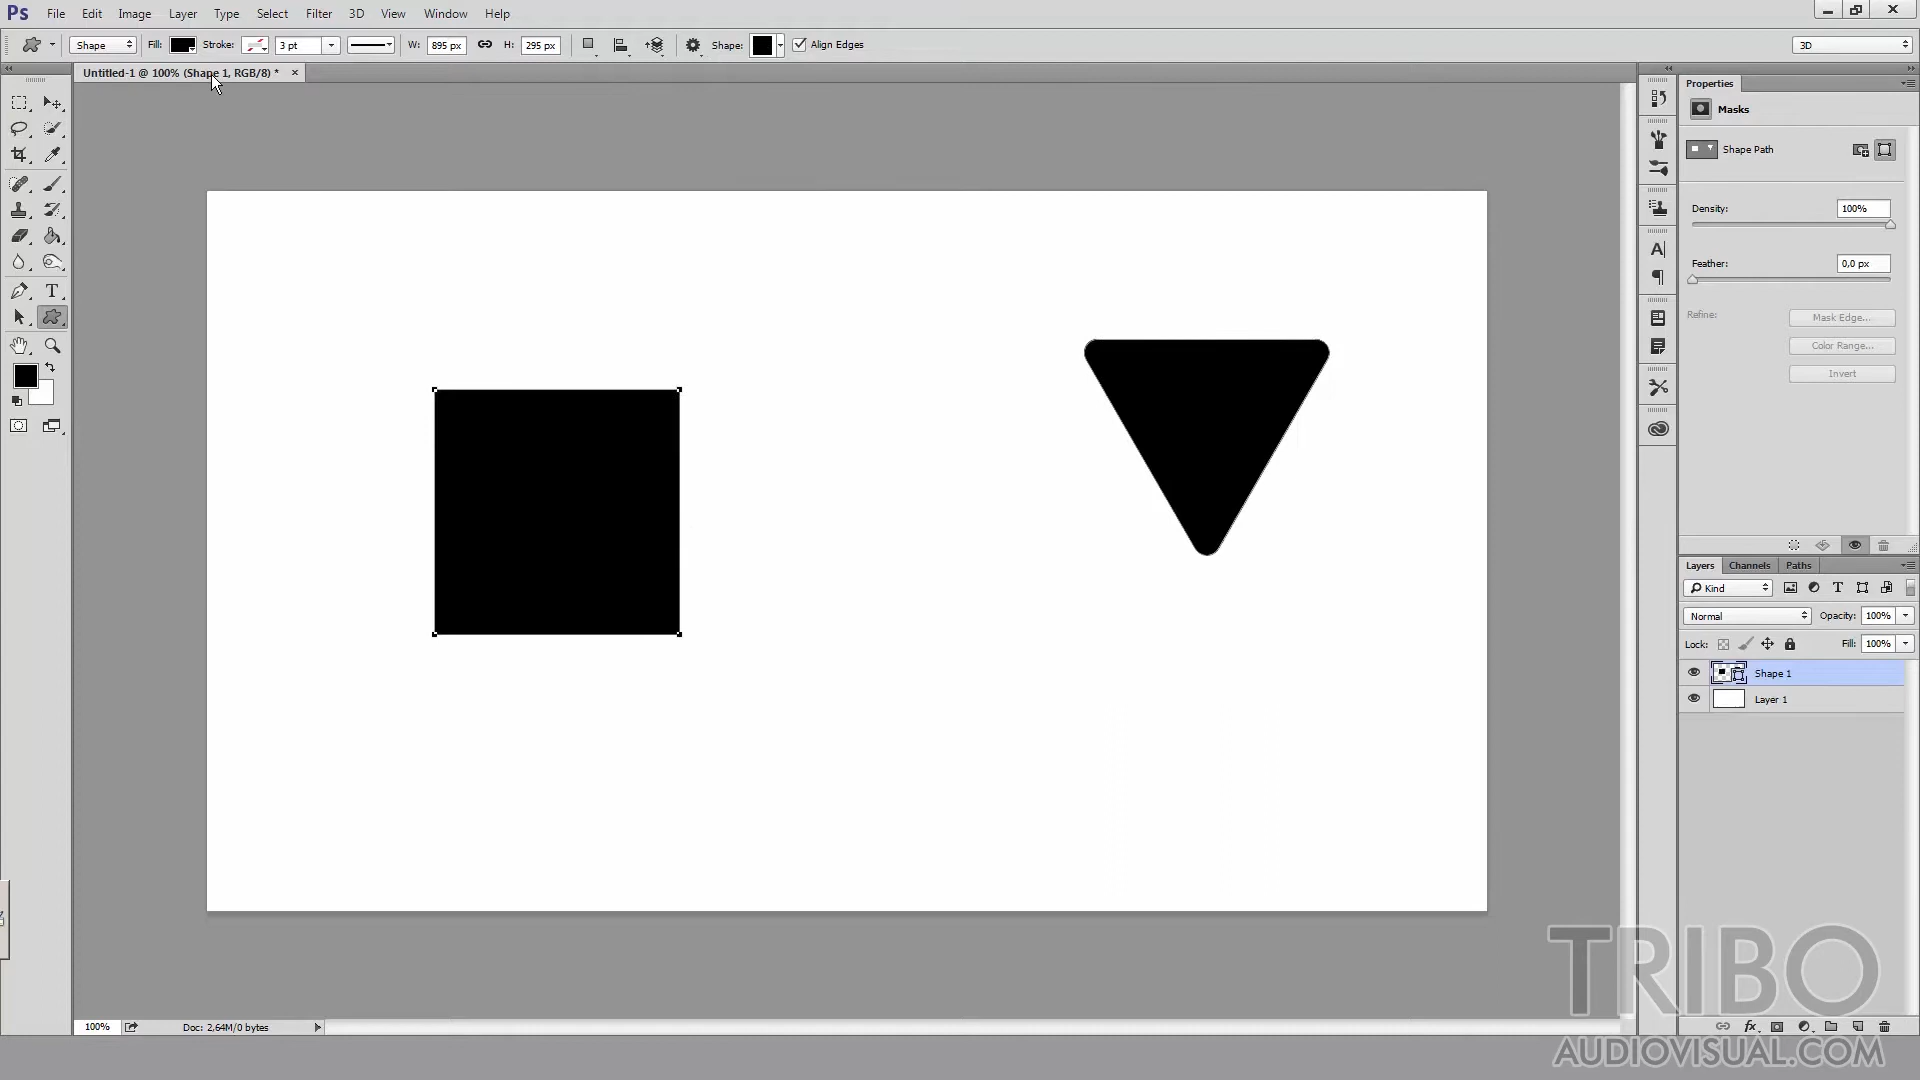 Ps File Edit Image Layer Type Select Filter 3D View Window Help
Shape Fill: Stroke: 3 pt W: 895 px H: 295 px Shape: Align Edges 3D
Untitled-1 @ 100% (Shape 1, RGB/8) * ×
Properties
Masks
Shape Path
Density: 100%
Feather: 0,0 px
Refine: Mask Edge...
Color Range...
Invert
Layers Channels Paths
Kind
Normal Opacity: 100%
Lock: Fill: 100%
Shape 1
Layer 1
100% Doc: 2,64M/0 bytes
TRIBO
AUDIOVISUAL.COM